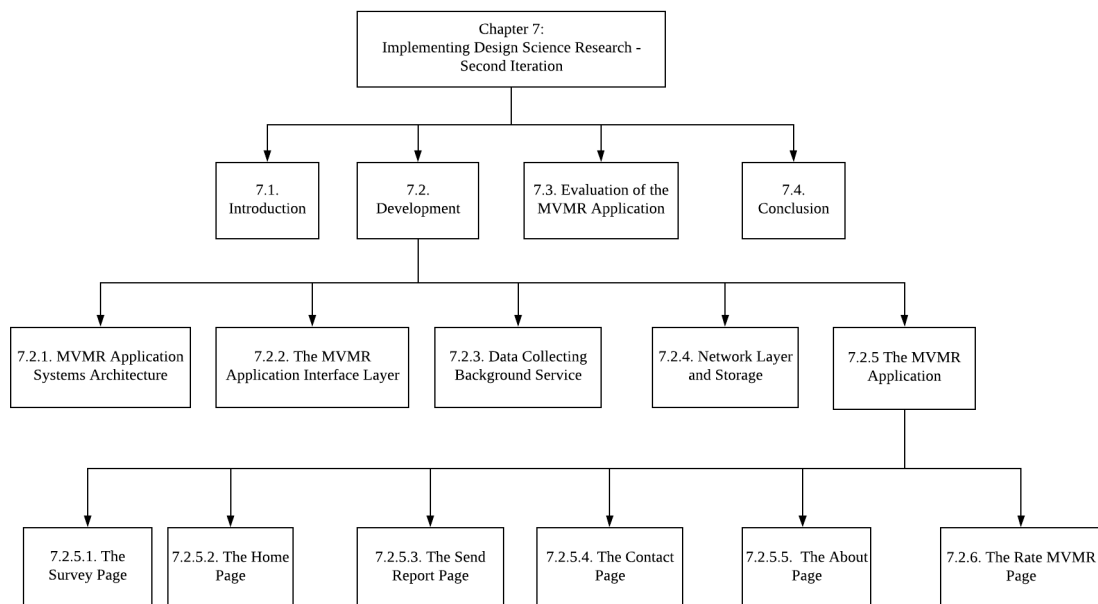 Chapter 7:
Implementing Design Science Research -
Second Iteration
7.1.
Introduction
7.2.
Development
7.3. Evaluation of the
MVMR Application
7.4.
Conclusion
7.2.1. MVMR Application
Systems Architecture
7.2.2. The MVMR
Application Interface Layer
7.2.3. Data Collecting
Background Service
7.2.4. Network Layer
and Storage
7.2.5 The MVMR
Application
7.2.5.1. The
Survey Page
7.2.5.2. The Home
Page
7.2.5.3. The Send
Report Page
7.2.5.4. The Contact
Page
7.2.5.5. The About
Page
7.2.6. The Rate MVMR
Page